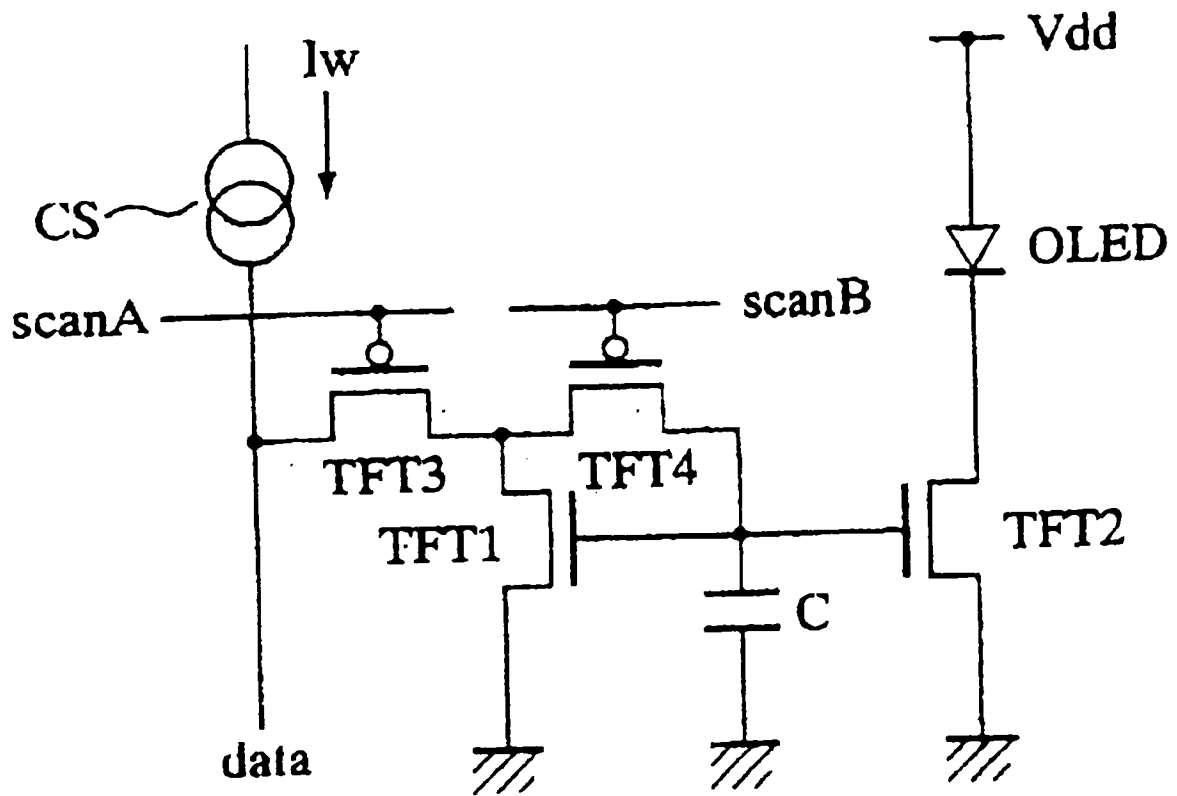 Iw
Vdd
CS
OLED
scanA
scanB
TFT3
TFT4
TFT1
TFT2
C
data